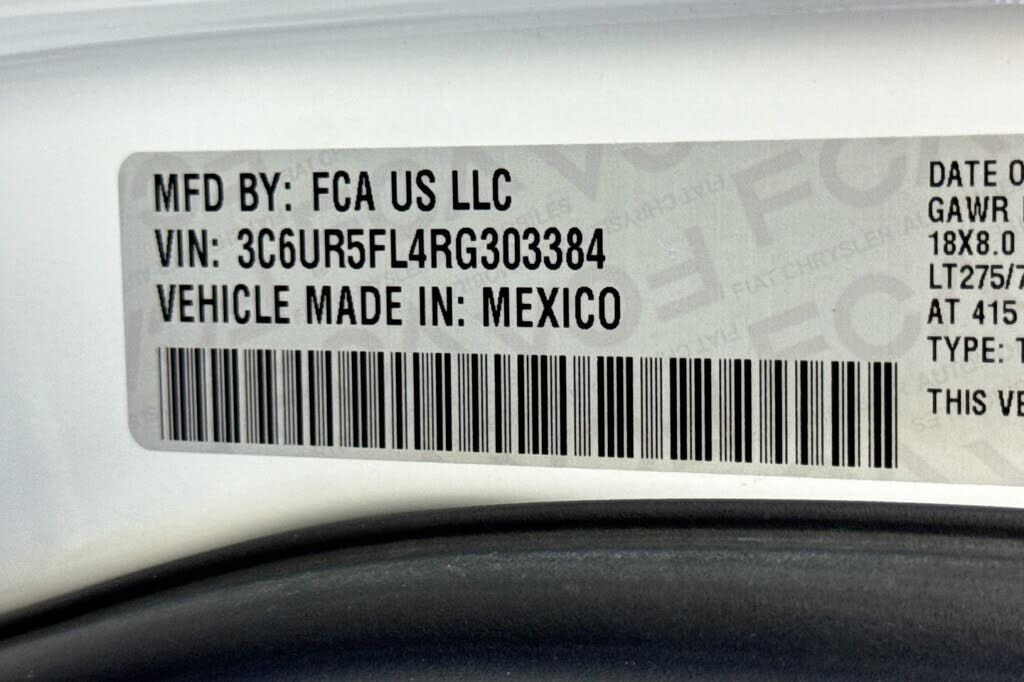 MFD BY: FCA US LLC
VIN: 3C6UR5FL4RG303384
VEHICLE MADE IN: MEXICO
DATE O
GAWR
18X8.0
LT275/7
AT 415
TYPE: T
THIS VE